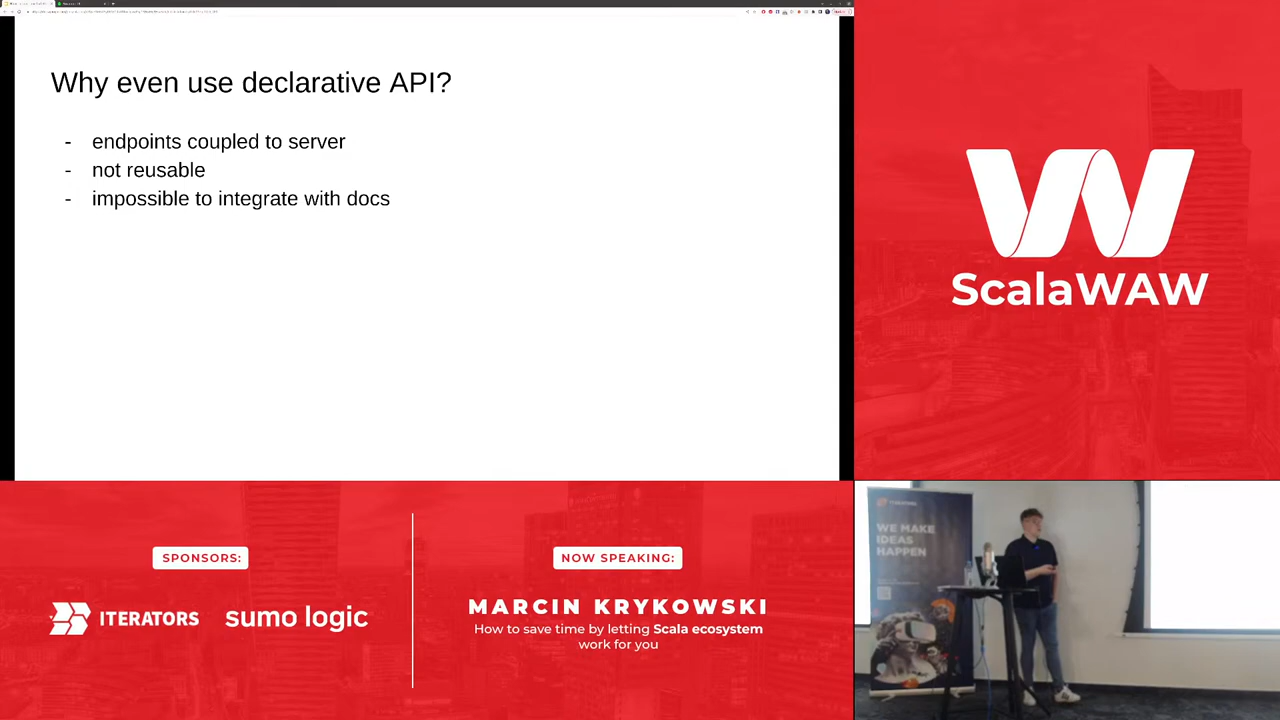 Why even use declarative API?
- endpoints coupled to server
- not reusable
- impossible to integrate with docs
ScalaWAW
SPONSORS:
ITERATORS
sumo logic
NOW SPEAKING:
MARCIN KRYKOWSKI
How to save time by letting Scala ecosystem
work for you
ITERATORS
WE MAKE
IDEAS
HAPPEN